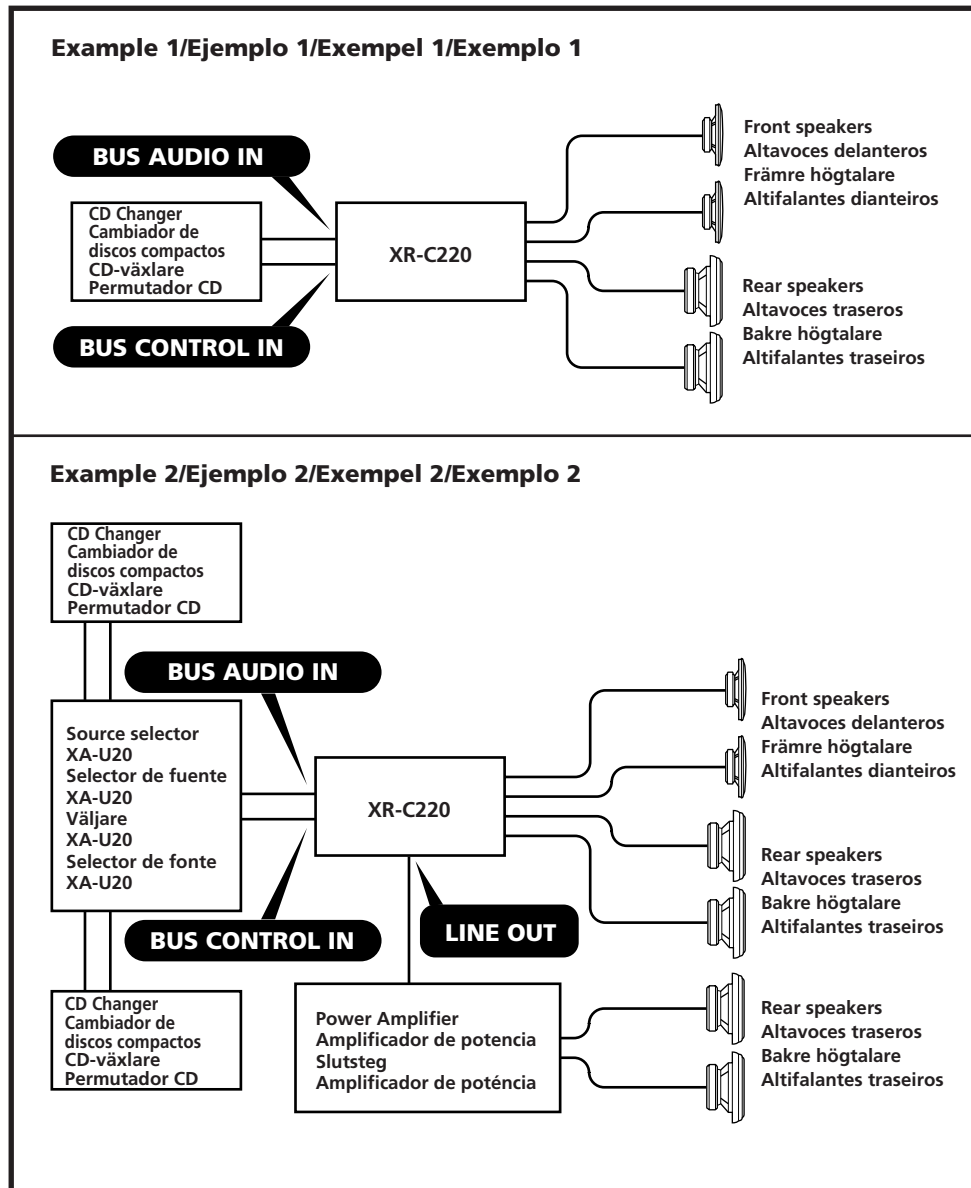 Example 1/Ejemplo 1/Exempel 1/Exemplo 1
BUS AUDIO IN
CD Changer
Cambiador de
discos compactos
CD-växlare
Permutador CD
BUS CONTROL IN
XR-C220
Front speakers
Altavoces delanteros
Främre högtalare
Altifalantes dianteiros
Rear speakers
Altavoces traseros
Bakre högtalare
Altifalantes traseiros
Example 2/Ejemplo 2/Exempel 2/Exemplo 2
CD Changer
Cambiador de
discos compactos
CD-växlare
Permutador CD
BUS AUDIO IN
Source selector
XA-U20
Selector de fuente
XA-U20
Väljare
XA-U20
Selector de fonte
XA-U20
XR-C220
Front speakers
Altavoces delanteros
Främre högtalare
Altifalantes dianteiros
Rear speakers
Altavoces traseros
Bakre högtalare
Altifalantes traseiros
BUS CONTROL IN
LINE OUT
CD Changer
Cambiador de
discos compactos
CD-växlare
Permutador CD
Power Amplifier
Amplificador de potencia
Slutsteg
Amplificador de poténcia
Rear speakers
Altavoces traseros
Bakre högtalare
Altifalantes traseiros